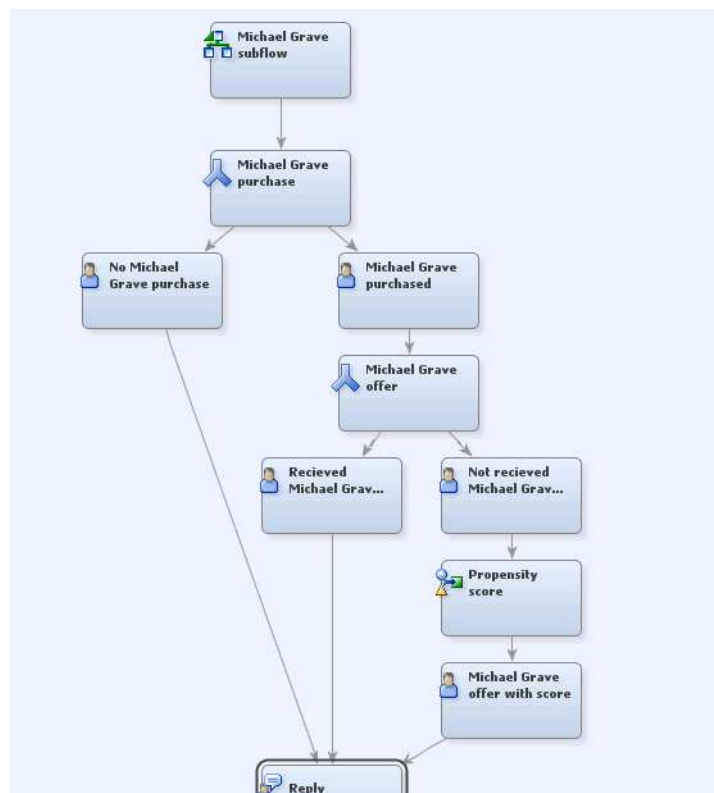 Michael Grave
subflow
Michael Grave
purchase
No Michael
Grave purchase
Michael Grave
purchased
Michael Grave
offer
Recieved
Michael Grav...
Not recieved
Michael Grav...
Propensity
score
Michael Grave
offer with score
Reply